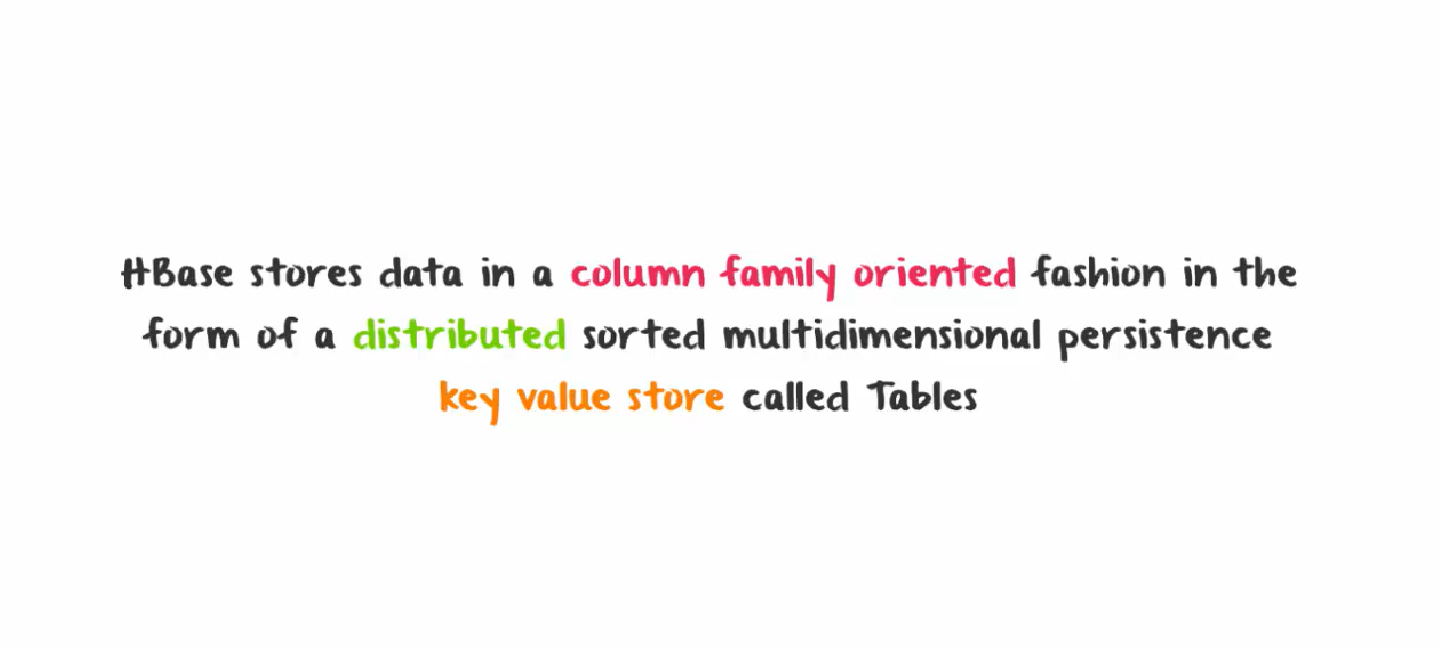 HBase stores data in a column family oriented fashion in the
form of a distributed sorted multidimensional persistence
key value store called Tables